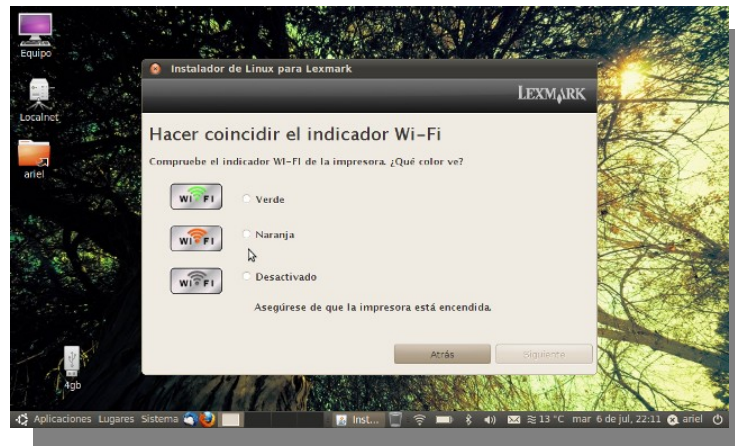 Equipo
Localnet
ariel
4gb
Instalador de Linux para Lexmark
LEXMARK
Hacer coincidir el indicador Wi-Fi
Compruebe el indicador WI-FI de la impresora. ¿Qué color ve?
WI FI Verde
WI FI Naranja
WI FI Desactivado
Asegúrese de que la impresora está encendida.
Atrás Siguiente
Aplicaciones Lugares Sistema Inst... 13 °C mar 6 de jul, 22:11 ariel